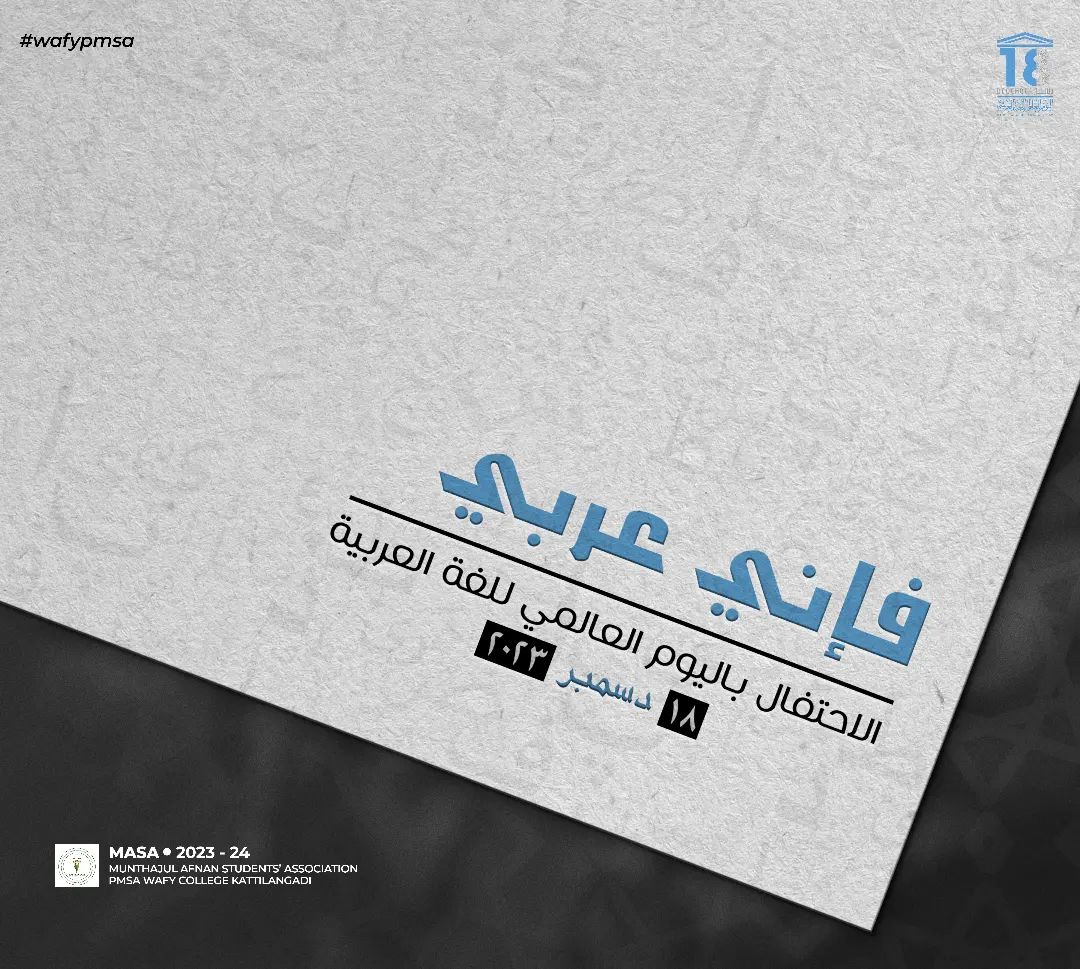 #wafypmsa
فإني عربي
الاحتفال باليوم العالمي للغة العربية
١٨ دسمبر ٢٠٢٣
MASA • 2023 - 24
MUNTHAJUL AFNAN STUDENTS' ASSOCIATION
PMSA WAFY COLLEGE KATTILANGADI